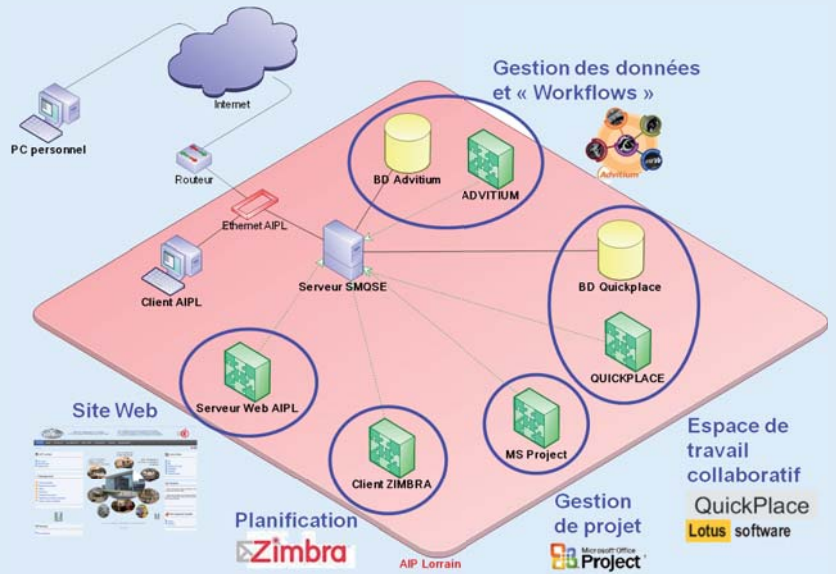 Gestion des données
et « Workflows »
Internet
PC personnel
Routeur
Advitium
BD Advitium
ADVITIUM
Ethernet AIPL
Client AIPL
Serveur SMQSE
BD Quickplace
QUICKPLACE
Serveur Web AIPL
Site Web
Client ZIMBRA
MS Project
Espace de
travail
collaboratif
QuickPlace
Lotus software
Planification
Zimbra
AIP Lorrain
Gestion
de projet
Microsoft Office
Project